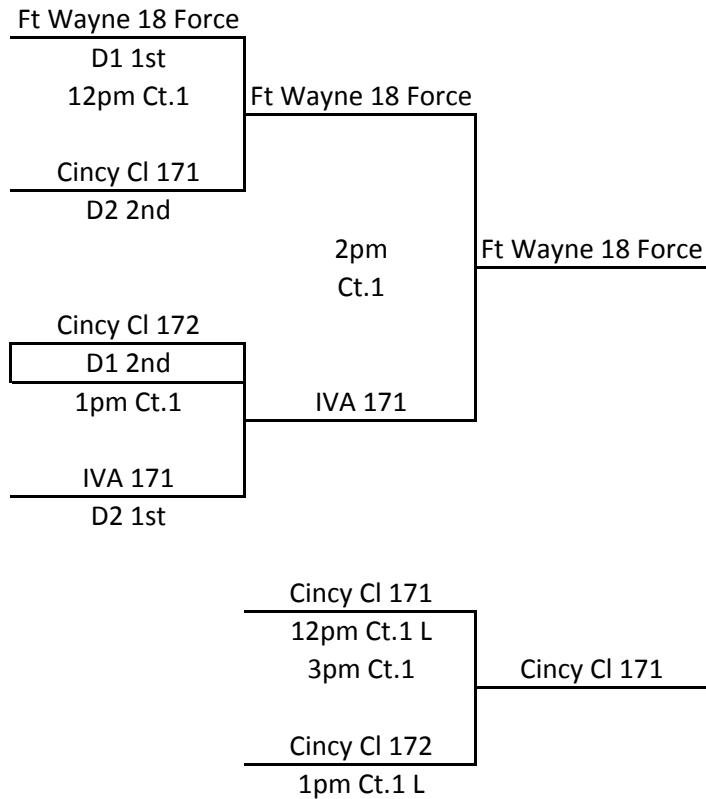 Ft Wayne 18 Force
D1 1st
12pm Ct.1
Ft Wayne 18 Force
Cincy Cl 171
D2 2nd
2pm
Ct.1
Ft Wayne 18 Force
Cincy Cl 172
D1 2nd
1pm Ct.1
IVA 171
IVA 171
D2 1st
Cincy Cl 171
12pm Ct.1 L
3pm Ct.1
Cincy Cl 171
Cincy Cl 172
1pm Ct.1 L